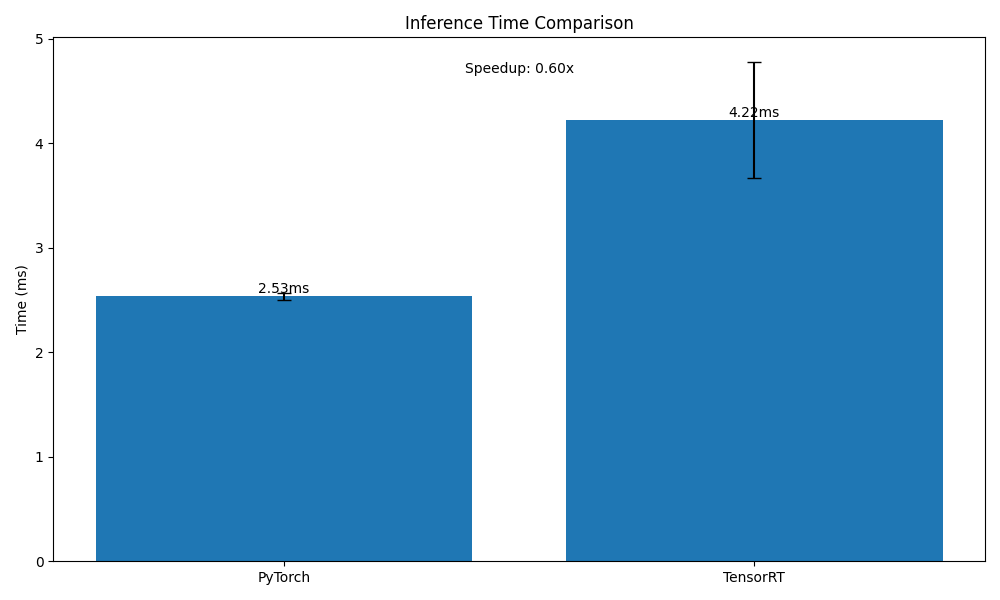 Inference Time Comparison
Speedup: 0.60x
5
4
3
2
1
0
Time (ms)
2.53ms
4.22ms
PyTorch
TensorRT